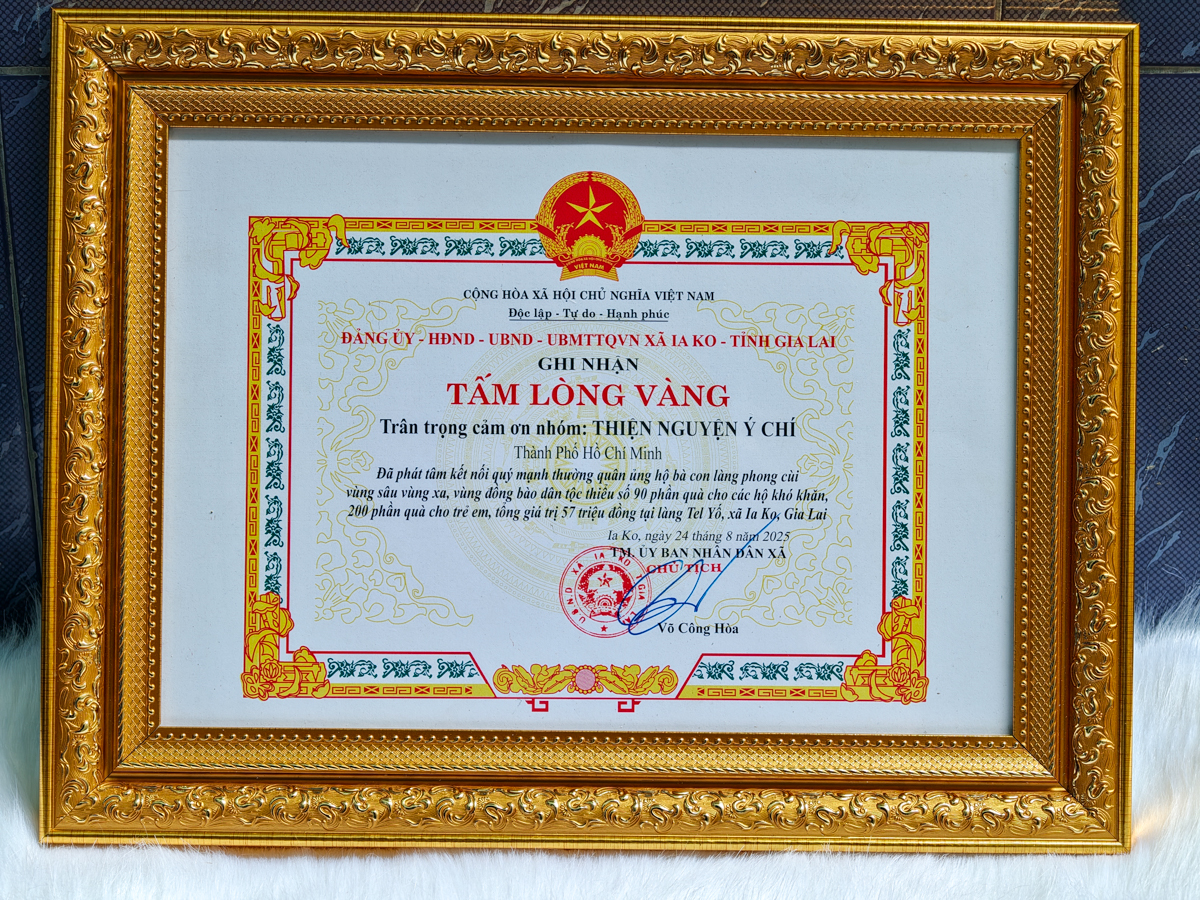 VIỆT NAM
CỘNG HÒA XÃ HỘI CHỦ NGHĨA VIỆT NAM
Độc lập - Tự do - Hạnh phúc
ĐẢNG ỦY - HĐND - UBND - UBMTTQVN XÃ IA KO - TỈNH GIA LAI
GHI NHẬN
TẤM LÒNG VÀNG
Trân trọng cảm ơn nhóm: THIỆN NGUYỆN Ý CHÍ
Thành Phố Hồ Chí Minh
Đã phát tâm kết nối quý mạnh thường quân ủng hộ bà con làng phong cùi
vùng sâu vùng xa, vùng đồng bào dân tộc thiểu số 90 phần quà cho các hộ khó khăn,
200 phần quà cho trẻ em, tổng giá trị 57 triệu đồng tại làng Tel Yố, xã Ia Ko, Gia Lai
Ia Ko, ngày 24 tháng 8 năm 2025
TM. ỦY BAN NHÂN DÂN XÃ
CHỦ TỊCH
U.B.N.D XÃ IA KO
Võ Công Hòa